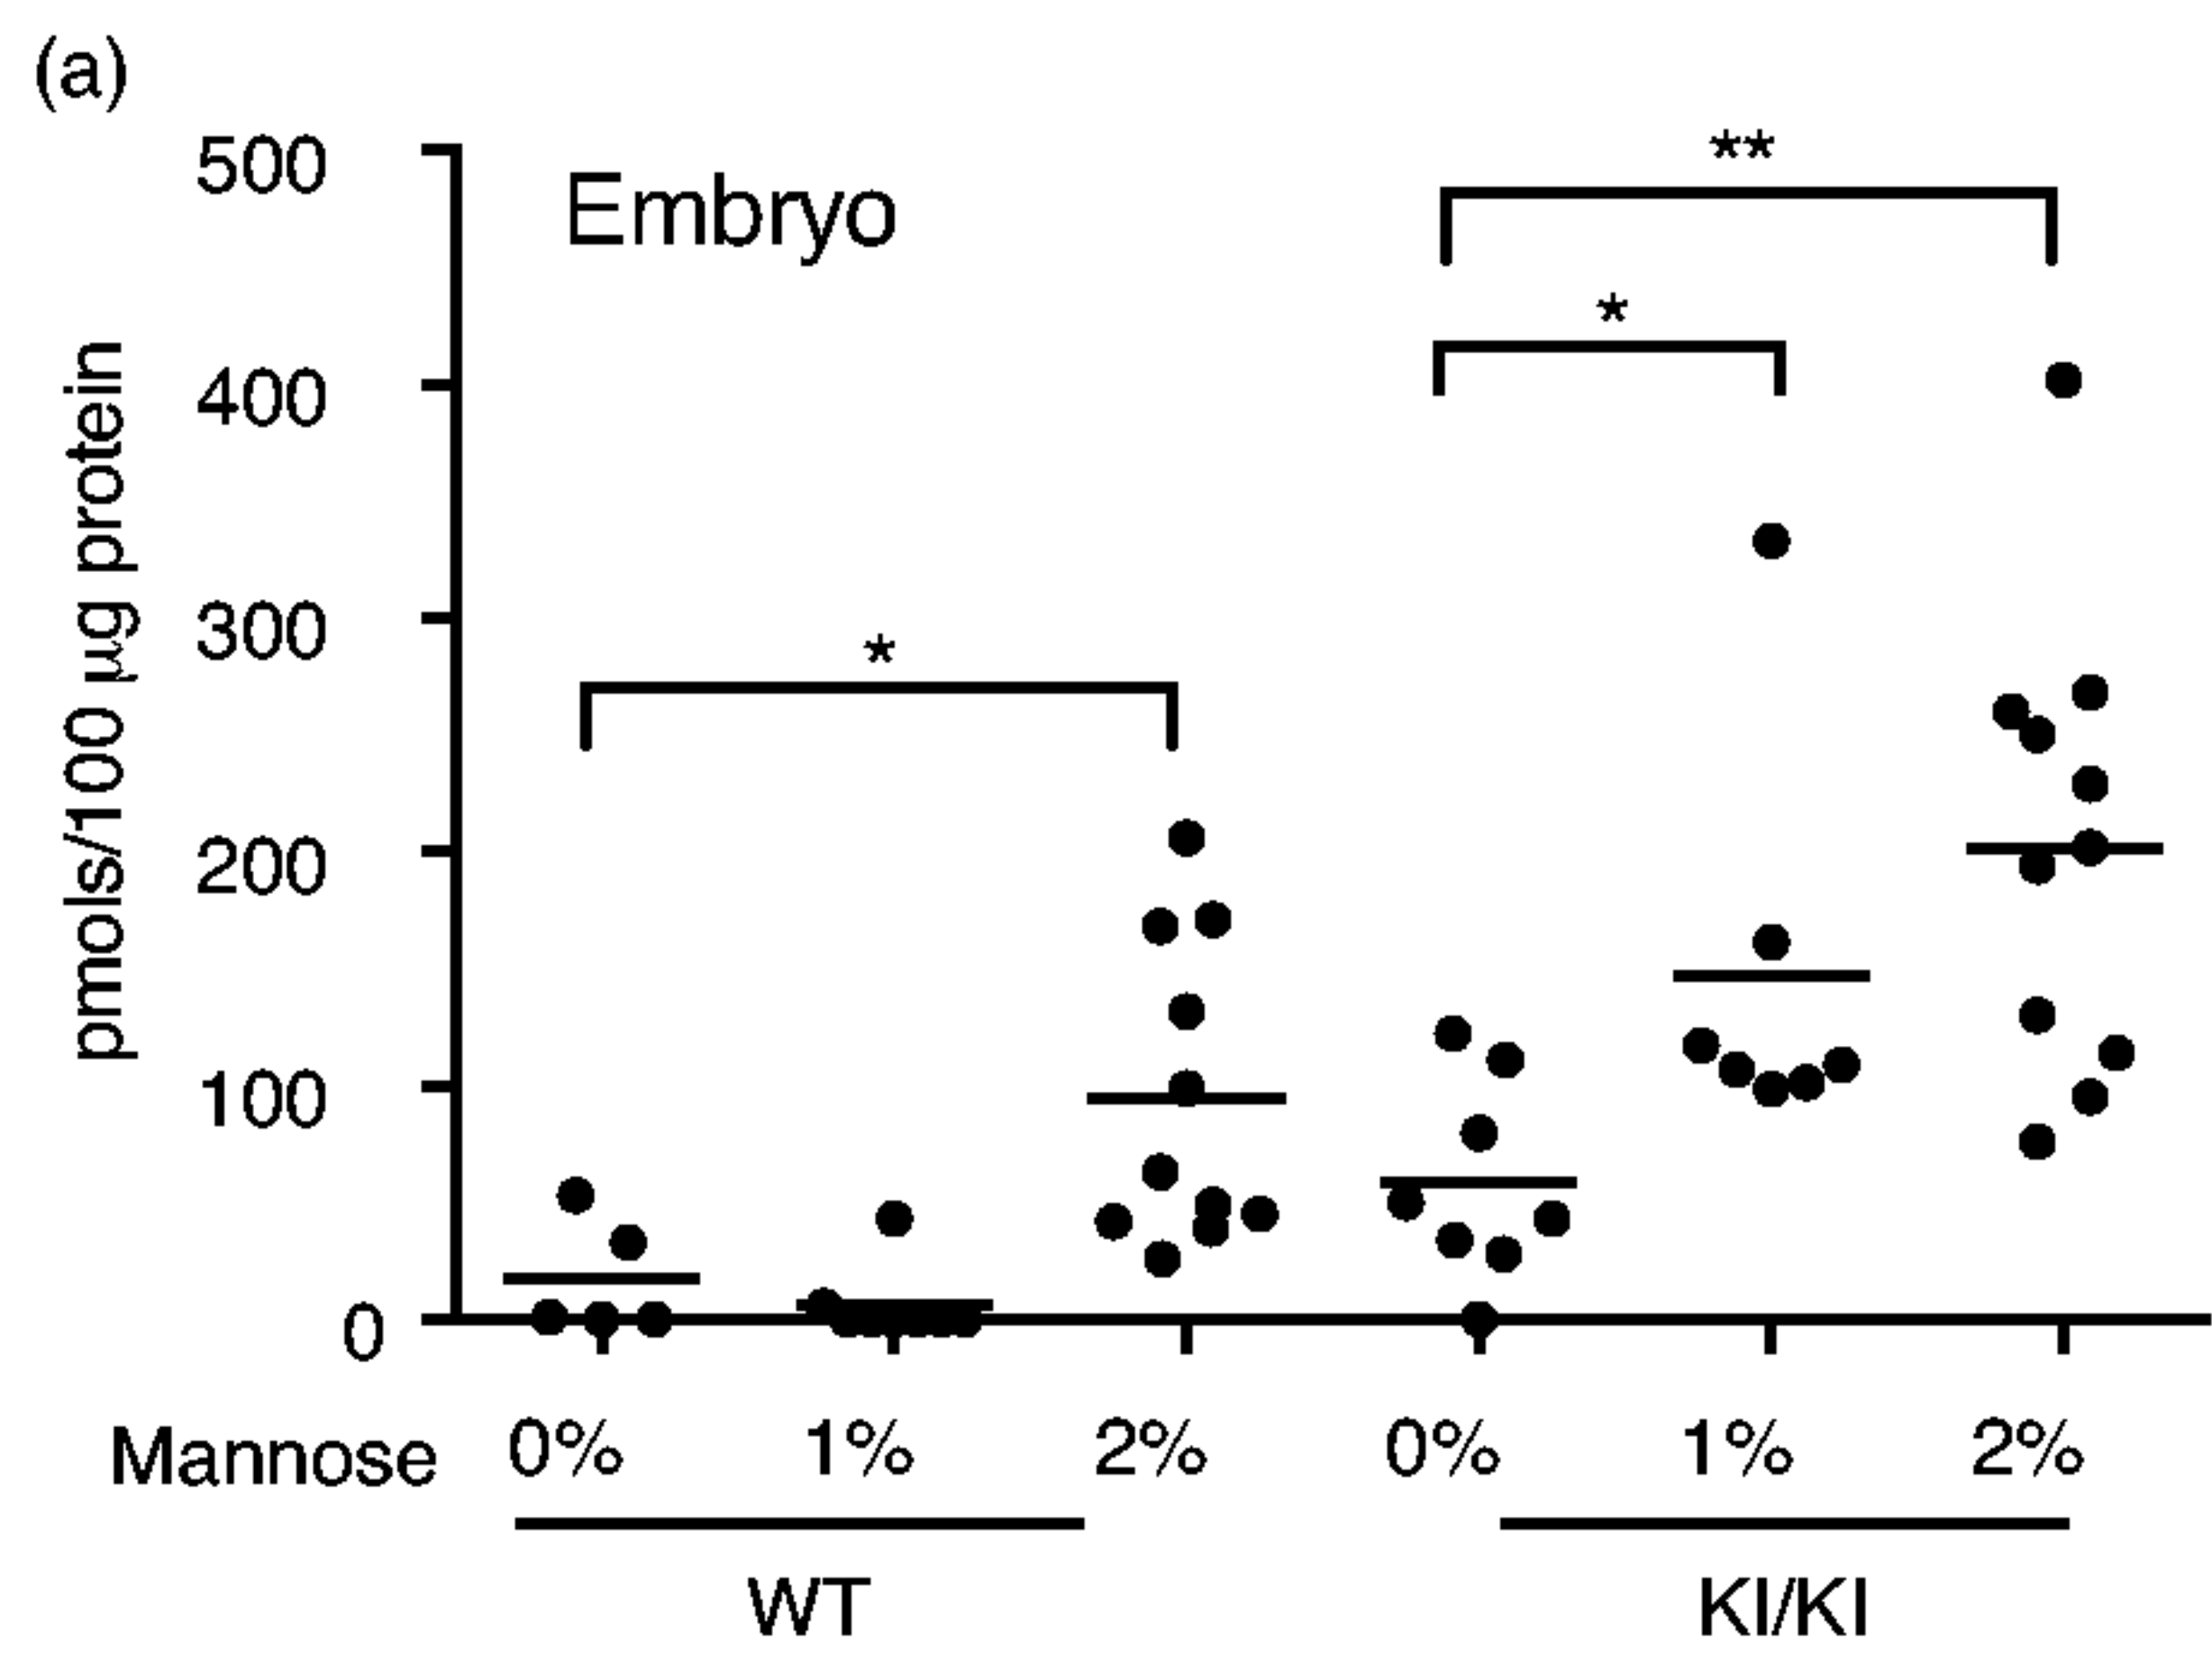 (a)
500
Embryo
**
*
400
300
*
200
100
0
pmols/100 µg protein
Mannose 0% 1% 2% 0% 1% 2%
WT KI/KI